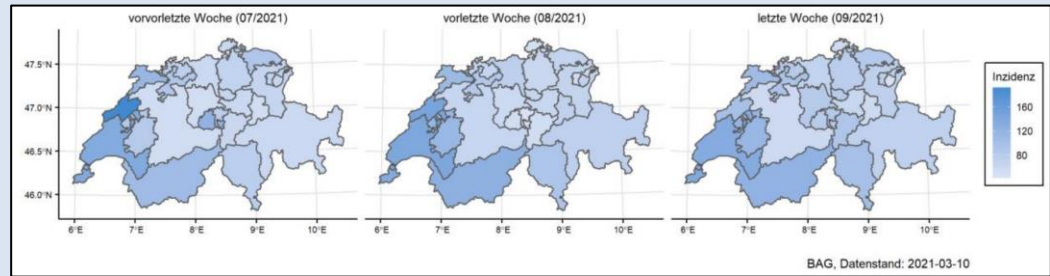 vorvorletzte Woche (07/2021)
vorletzte Woche (08/2021)
letzte Woche (09/2021)
47.5°N
47.0°N
46.5°N
46.0°N
6°E 7°E 8°E 9°E 10°E
6°E 7°E 8°E 9°E 10°E
6°E 7°E 8°E 9°E 10°E
Inzidenz
160
120
80
BAG, Datenstand: 2021-03-10